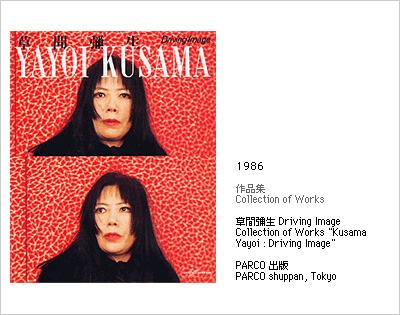 草間彌生 Driving Image
YAYOI KUSAMA
1986
作品集
Collection of Works
草間彌生 Driving Image
Collection of Works "Kusama
Yayoi : Driving Image"
PARCO 出版
PARCO shuppan, Tokyo